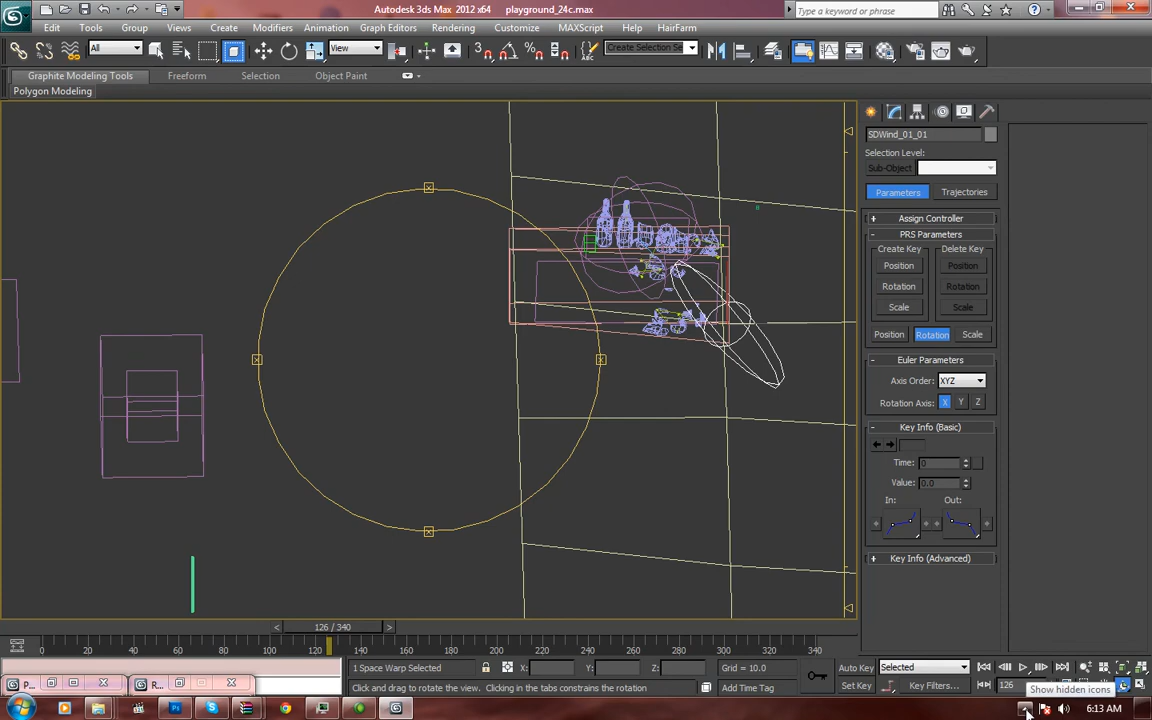 Autodesk 3ds Max 2012 x64 playground_24c.max
Type a keyword or phrase
Edit Tools Group Views Create Modifiers Animation Graph Editors Rendering Customize MAXScript Help HairFarm
All
View
Create Selection Se
Graphite Modeling Tools Freeform Selection Object Paint
Polygon Modeling
SDWind_01_01
Selection Level:
Sub-Object
Parameters Trajectories
+ Assign Controller
- PRS Parameters
Create Key Delete Key
Position Position
Rotation Rotation
Scale Scale
Position Rotation Scale
- Euler Parameters
Axis Order: XYZ
Rotation Axis: X Y Z
- Key Info (Basic)
Time: 0
Value: 0.0
In: Out:
+ Key Info (Advanced)
< 126 / 340 >
0 20 40 60 80 100 120 140 160 180 200 220 240 260 280 300 320 340
1 Space Warp Selected X: Y: Z: Grid = 10.0 Auto Key Selected
P... R... Click and drag to rotate the view. Clicking in the tabs constrains the rotation Add Time Tag Set Key Key Filters... 126
Show hidden icons
6:13 AM